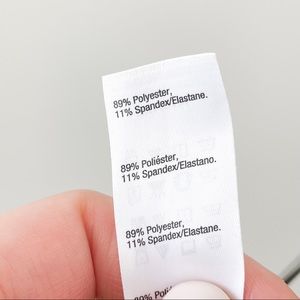 89% Polyester,
11% Spandex/Elastane.
89% Poliéster,
11% Spandex/Elastano.
89% Polyester,
11% Spandex/Elastane.